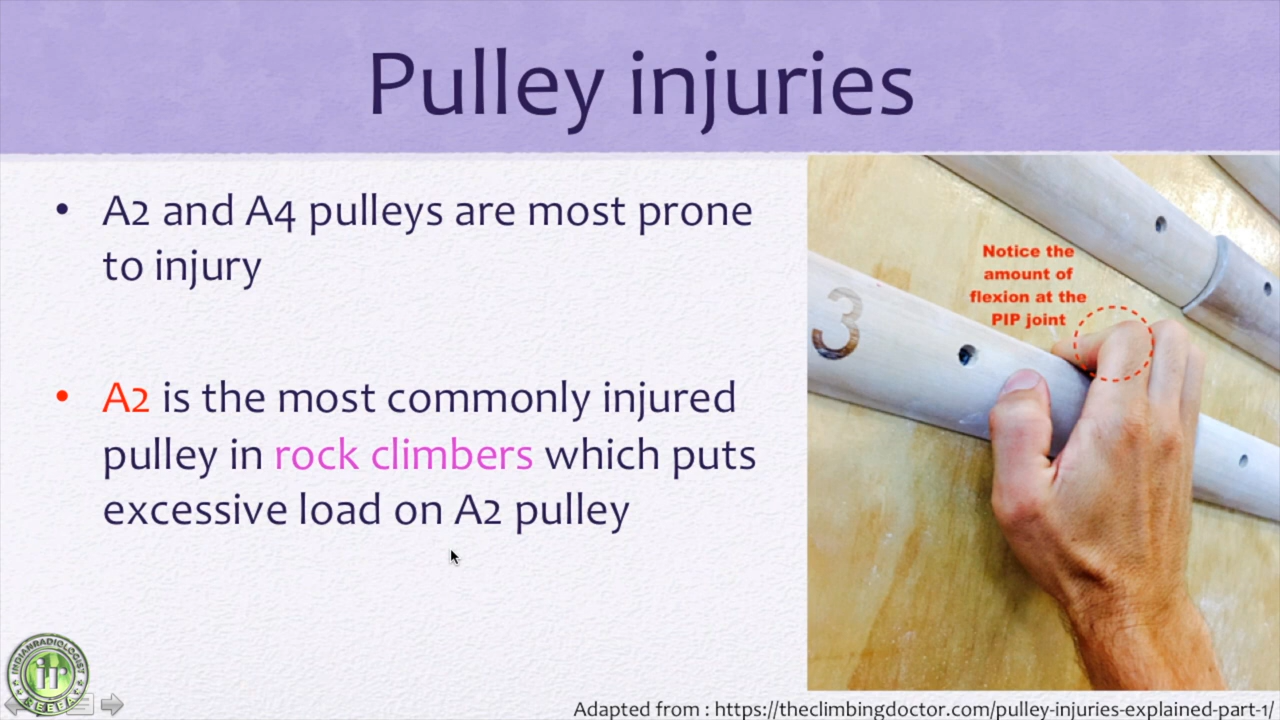 Pulley injuries
• A2 and A4 pulleys are most prone
to injury
• A2 is the most commonly injured
pulley in rock climbers which puts
excessive load on A2 pulley
Notice the
amount of
flexion at the
PIP joint
3
INDIANRADIOLOGIST
ir
Adapted from : https://theclimbingdoctor.com/pulley-injuries-explained-part-1/